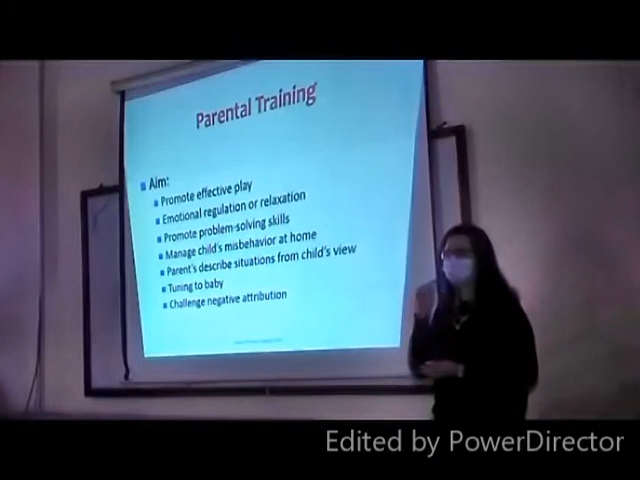 Parental Training
Aim:
Promote effective play
Emotional regulation or relaxation
Promote problem-solving skills
Manage child's misbehavior at home
Parent's describe situations from child's view
Tuning to baby
Challenge negative attribution
Edited by PowerDirector